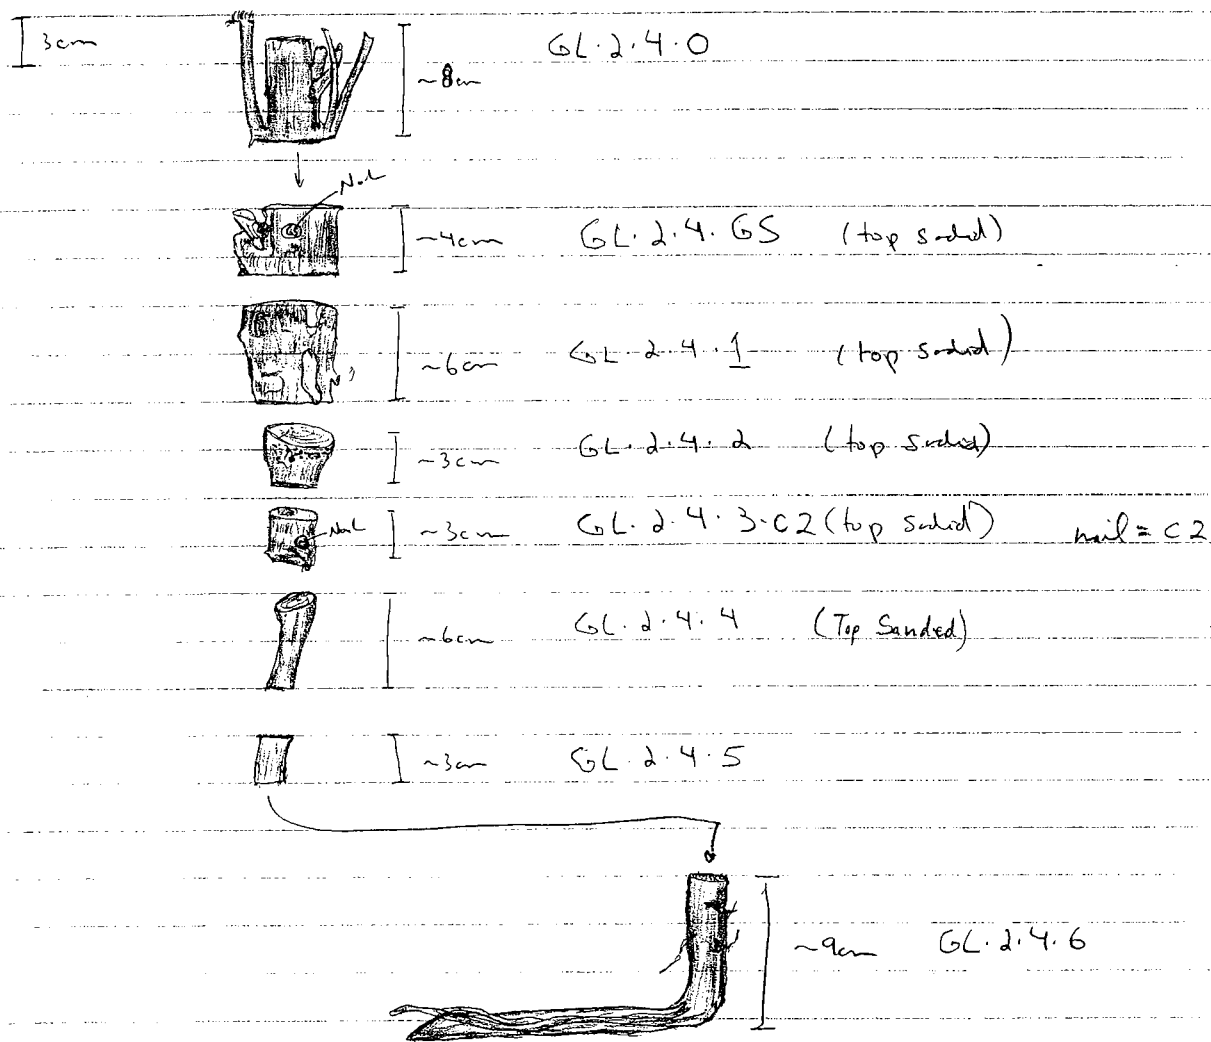 3cm
GL.2.4.0
~8cm
Nail
~4cm GL.2.4.GS (top sanded)
~6cm GL.2.4.1 (top sanded)
~3cm GL.2.4.2 (top sanded)
Nail ~3cm GL.2.4.3.C2 (top sanded) nail = C2
~6cm GL.2.4.4 (Top Sanded)
~3cm GL.2.4.5
~9cm GL.2.4.6